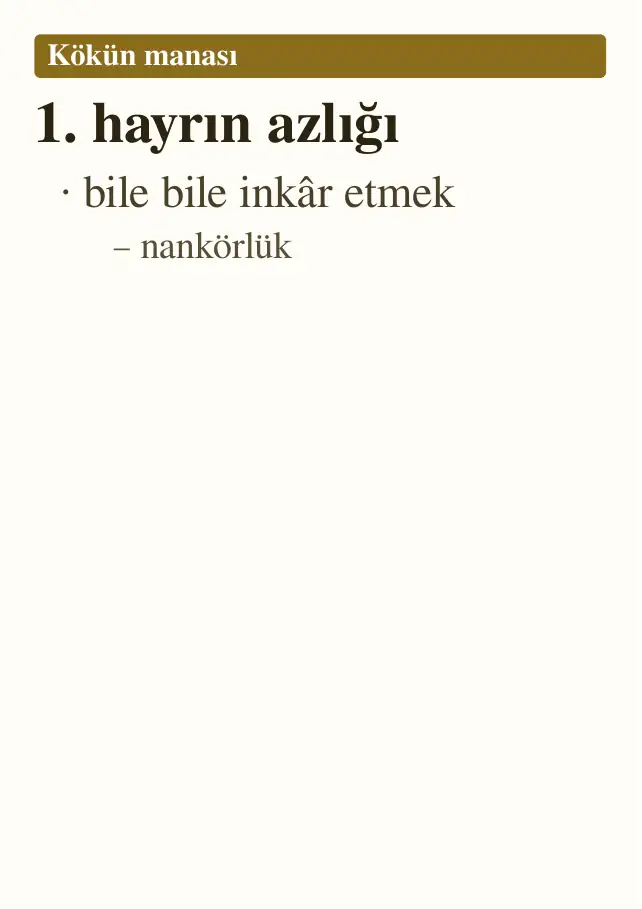 Kökün manası
1. hayrın azlığı
· bile bile inkâr etmek
– nankörlük